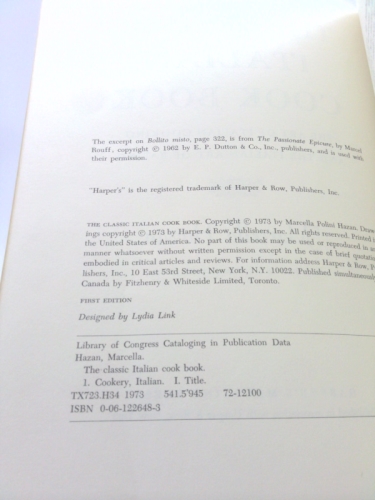 The excerpt on Bollito misto, page 322, is from The Passionate Epicure, by Marcel
Rouff, copyright © 1962 by E. P. Dutton & Co., Inc., publishers, and is used with
their permission.
"Harper's" is the registered trademark of Harper & Row, Publishers, Inc.
THE CLASSIC ITALIAN COOK BOOK. Copyright © 1973 by Marcella Polini Hazan. Draw-
ings copyright © 1973 by Harper & Row, Publishers, Inc. All rights reserved. Printed in
the United States of America. No part of this book may be used or reproduced in any
manner whatsoever without written permission except in the case of brief quotations
embodied in critical articles and reviews. For information address Harper & Row, Pub-
lishers, Inc., 10 East 53rd Street, New York, N.Y. 10022. Published simultaneously
Canada by Fitzhenry & Whiteside Limited, Toronto.
FIRST EDITION
Designed by Lydia Link
Library of Congress Cataloging in Publication Data
Hazan, Marcella.
The classic Italian cook book.
1. Cookery, Italian. I. Title.
TX723.H34 1973 541.5'945 72-12100
ISBN 0-06-122648-3